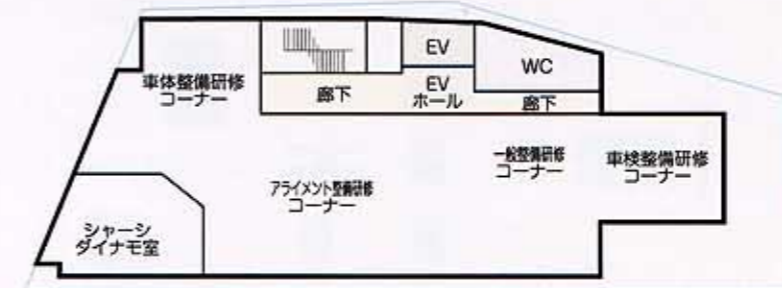 EV
WC
車体整備研修
コーナー
廊下
EV
ホール
廊下
一般整備研修
コーナー
車検整備研修
コーナー
アライメント整備研修
コーナー
シャーシ
ダイナモ室